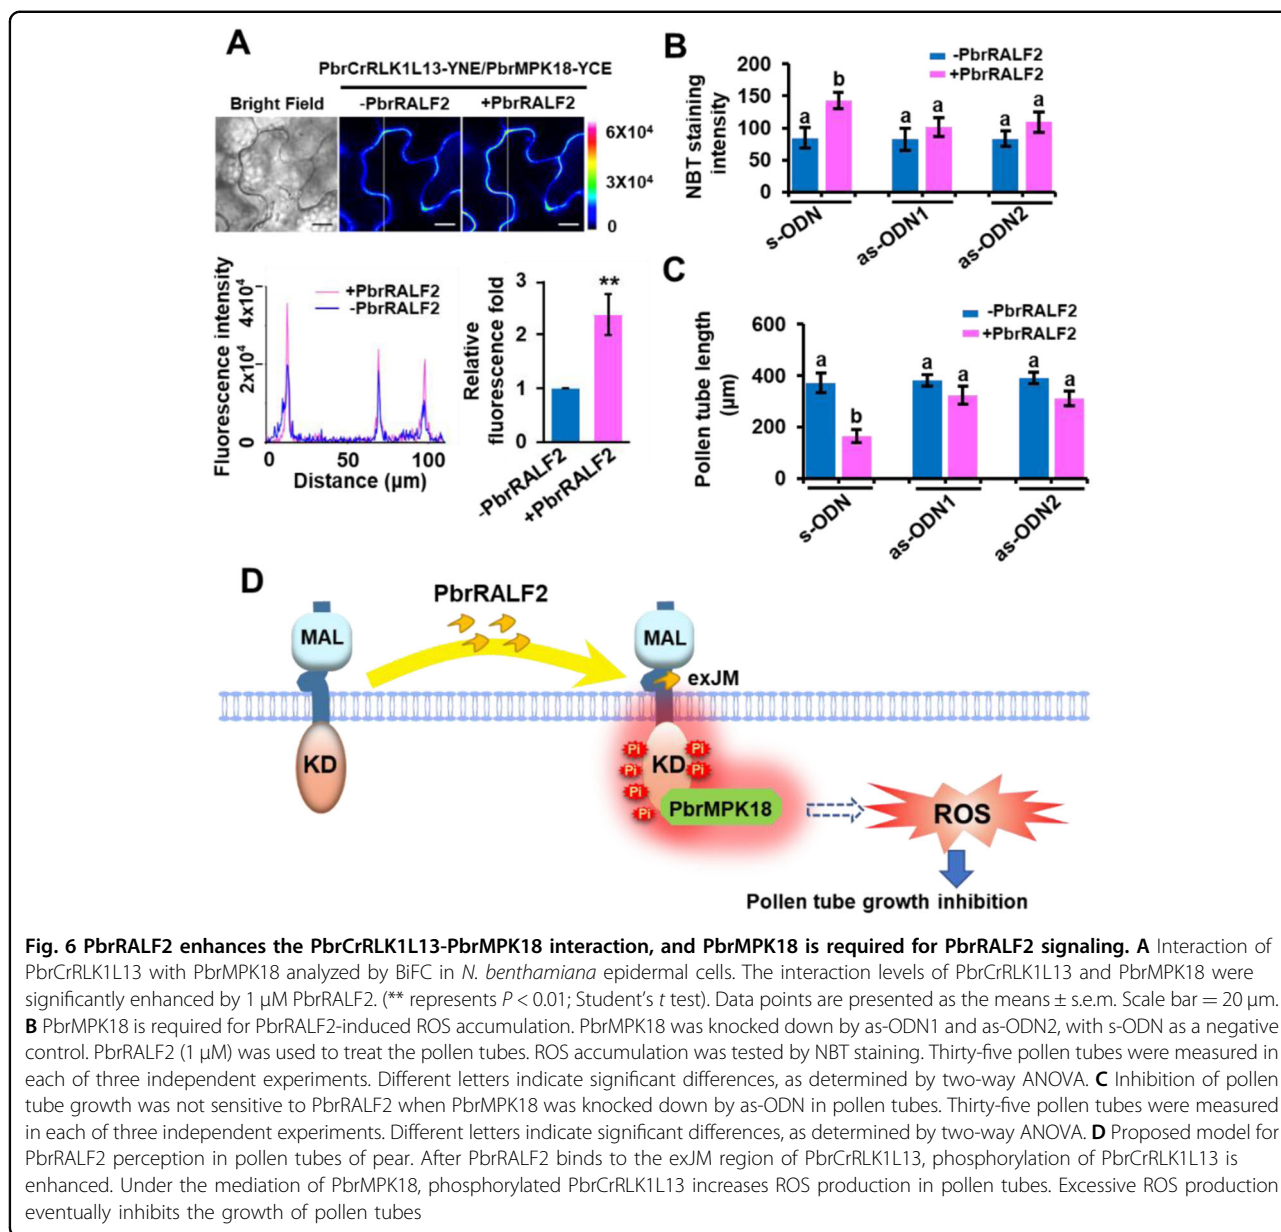 A
PbrCrRLK1L13-YNE/PbrMPK18-YCE
Bright Field
-PbrRALF2
+PbrRALF2
6X10⁴
3X10⁴
0
Fluorescence intensity
4x10⁴
2x10⁴
0
+PbrRALF2
-PbrRALF2
0
50
100
Distance (µm)
Relative
fluorescence fold
3
2
1
0
**
-PbrRALF2
+PbrRALF2
B
-PbrRALF2
+PbrRALF2
NBT staining
intensity
200
150
100
50
0
a
b
a
a
a
a
s-ODN
as-ODN1
as-ODN2
C
-PbrRALF2
+PbrRALF2
Pollen tube length
(µm)
600
400
200
0
a
b
a
a
a
a
s-ODN
as-ODN1
as-ODN2
D
PbrRALF2
MAL
KD
MAL
exJM
KD
Pi
Pi
Pi
Pi
Pi
Pi
PbrMPK18
ROS
Pollen tube growth inhibition
Fig. 6 PbrRALF2 enhances the PbrCrRLK1L13-PbrMPK18 interaction, and PbrMPK18 is required for PbrRALF2 signaling. A Interaction of
PbrCrRLK1L13 with PbrMPK18 analyzed by BiFC in N. benthamiana epidermal cells. The interaction levels of PbrCrRLK1L13 and PbrMPK18 were
significantly enhanced by 1 µM PbrRALF2. (** represents P < 0.01; Student's t test). Data points are presented as the means ± s.e.m. Scale bar = 20 µm.
B PbrMPK18 is required for PbrRALF2-induced ROS accumulation. PbrMPK18 was knocked down by as-ODN1 and as-ODN2, with s-ODN as a negative
control. PbrRALF2 (1 µM) was used to treat the pollen tubes. ROS accumulation was tested by NBT staining. Thirty-five pollen tubes were measured in
each of three independent experiments. Different letters indicate significant differences, as determined by two-way ANOVA. C Inhibition of pollen
tube growth was not sensitive to PbrRALF2 when PbrMPK18 was knocked down by as-ODN in pollen tubes. Thirty-five pollen tubes were measured
in each of three independent experiments. Different letters indicate significant differences, as determined by two-way ANOVA. D Proposed model for
PbrRALF2 perception in pollen tubes of pear. After PbrRALF2 binds to the exJM region of PbrCrRLK1L13, phosphorylation of PbrCrRLK1L13 is
enhanced. Under the mediation of PbrMPK18, phosphorylated PbrCrRLK1L13 increases ROS production in pollen tubes. Excessive ROS production
eventually inhibits the growth of pollen tubes